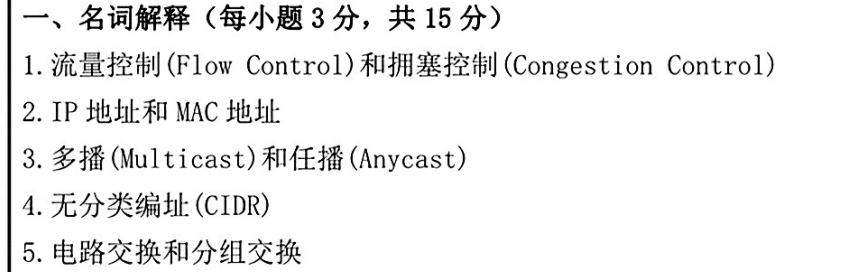 一、名词解释（每小题 3 分，共 15 分）
1. 流量控制(Flow Control)和拥塞控制(Congestion Control)
2. IP 地址和 MAC 地址
3. 多播(Multicast)和任播(Anycast)
4. 无分类编址(CIDR)
5. 电路交换和分组交换